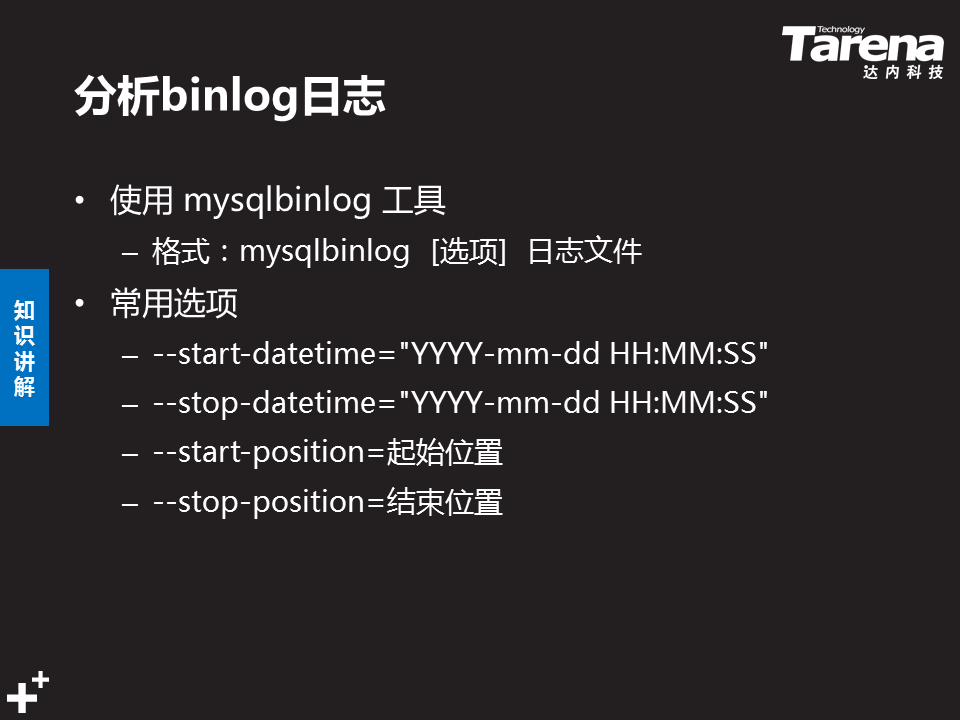 Technology
Tarena
达内科技
分析binlog日志
• 使用 mysqlbinlog 工具
– 格式：mysqlbinlog [选项] 日志文件
• 常用选项
– --start-datetime="YYYY-mm-dd HH:MM:SS"
– --stop-datetime="YYYY-mm-dd HH:MM:SS"
– --start-position=起始位置
– --stop-position=结束位置
知识讲解